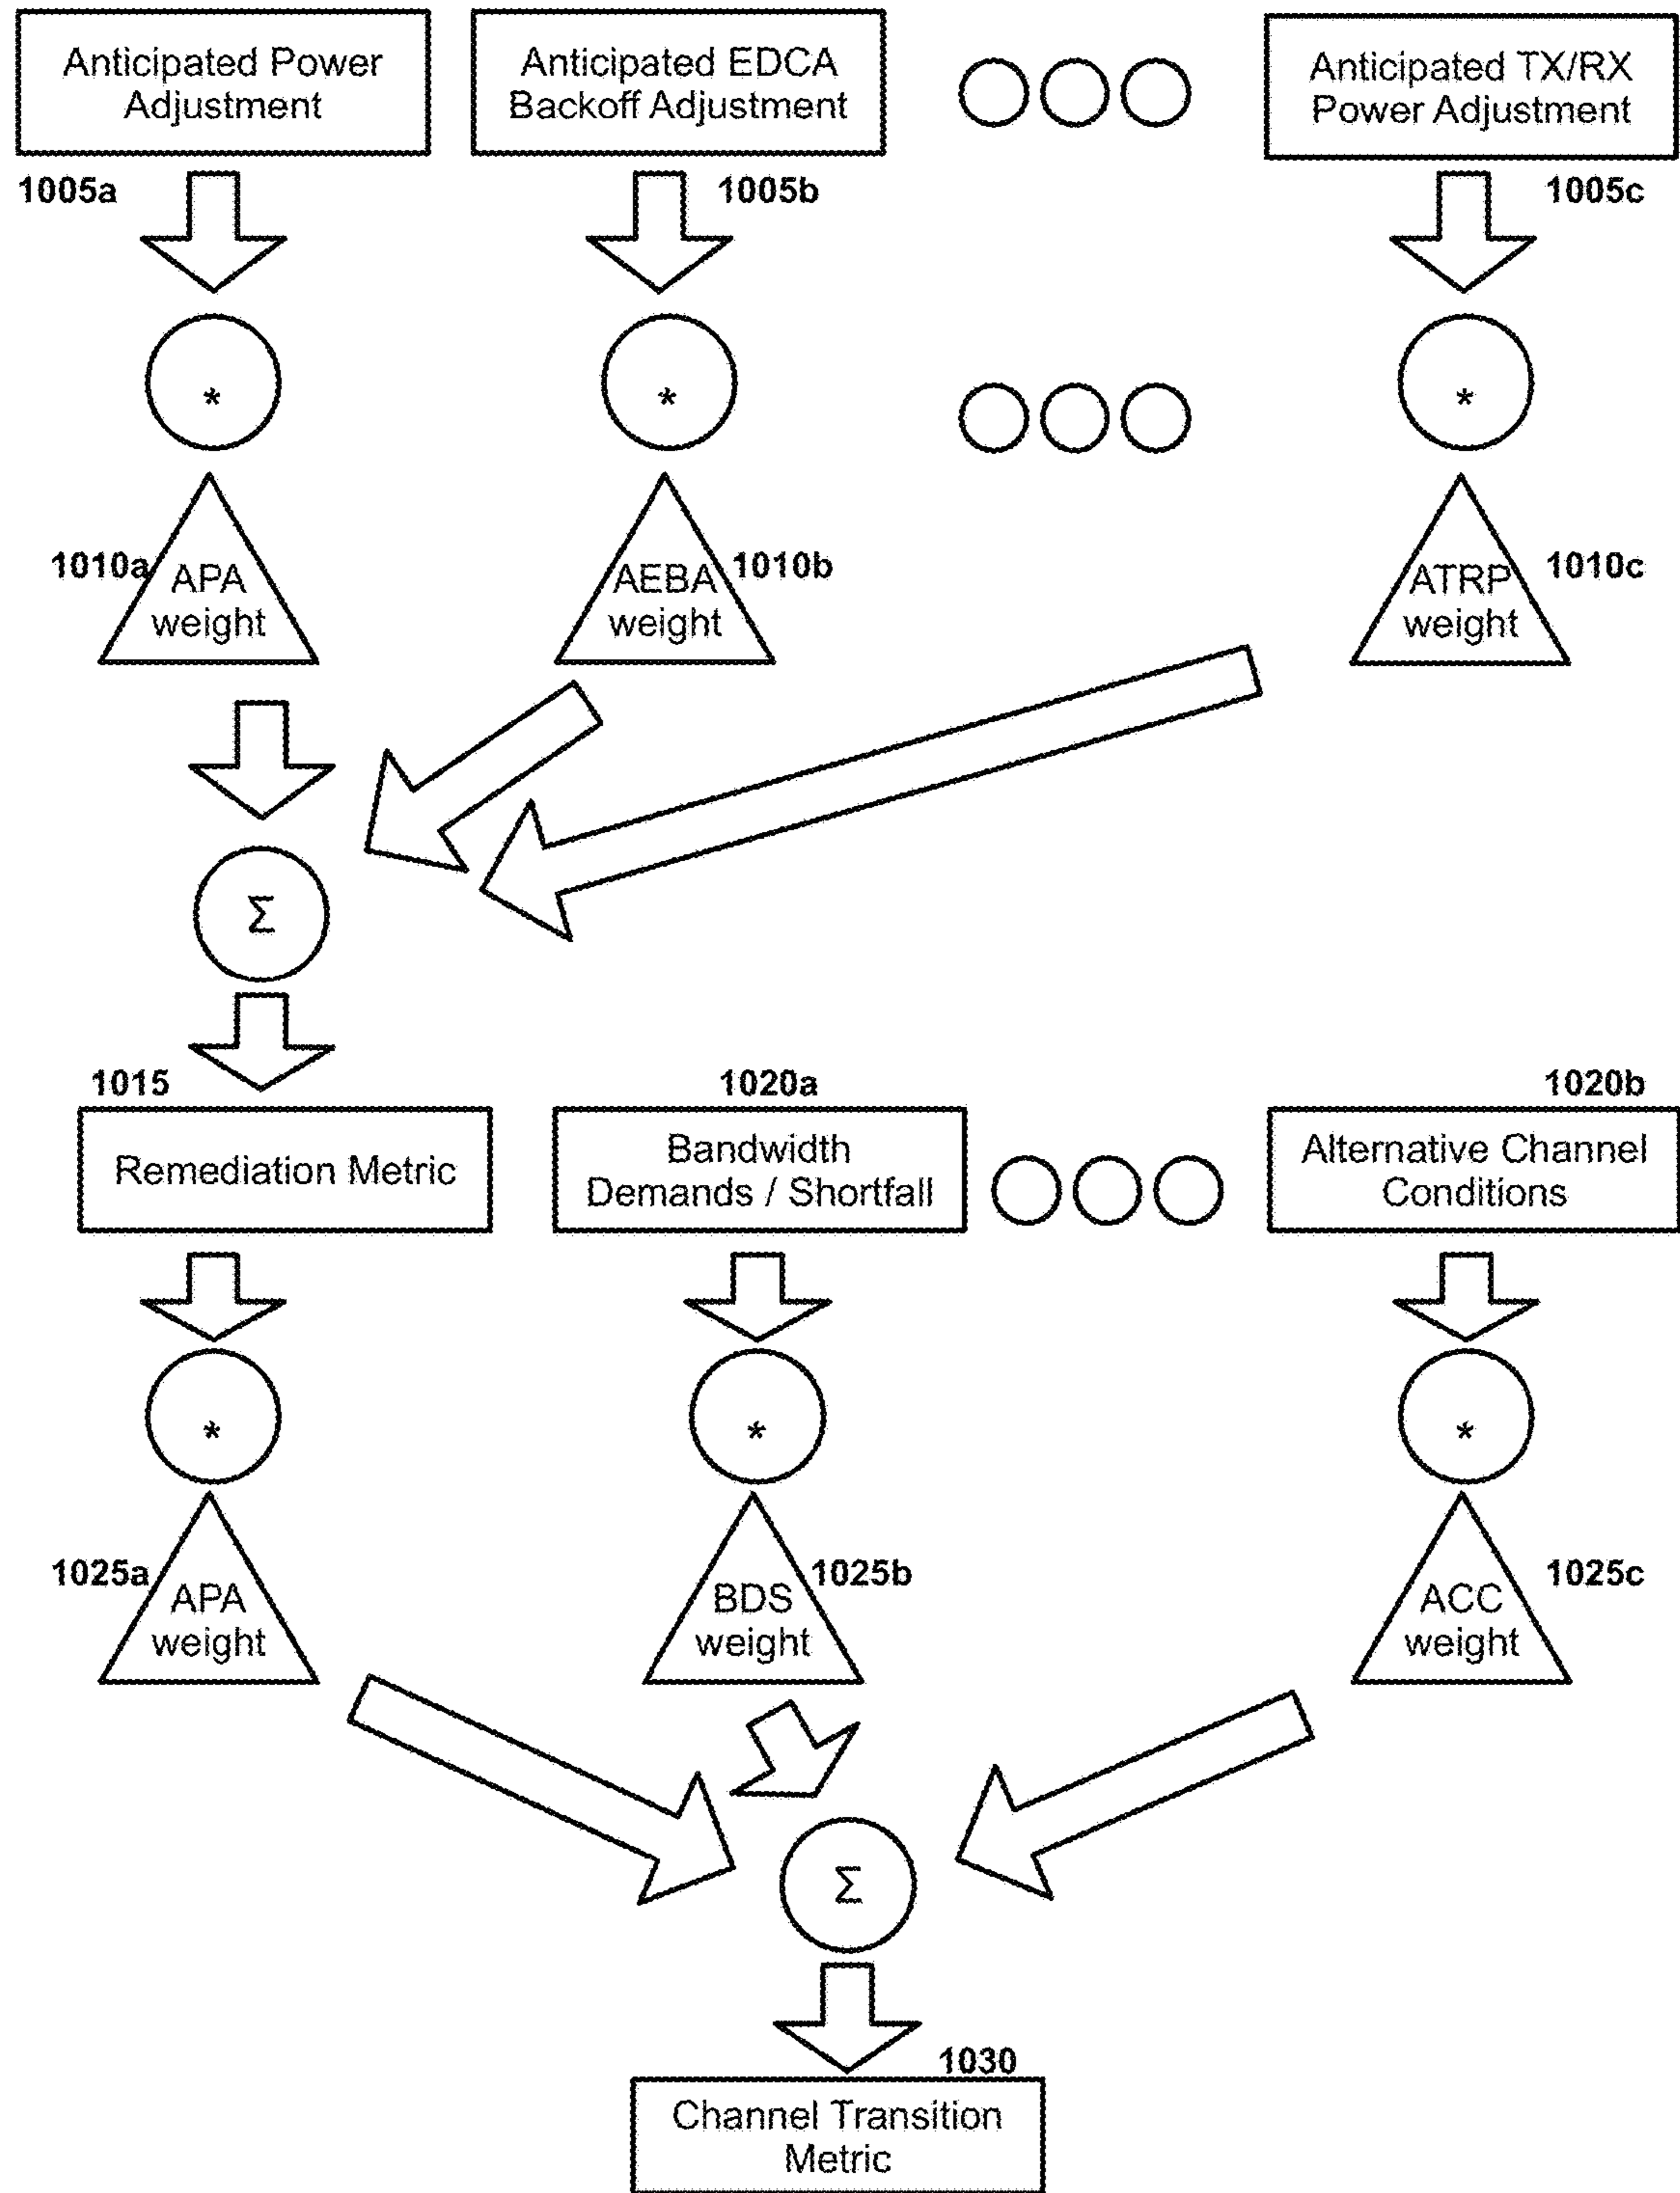 Anticipated Power
Adjustment
Anticipated EDCA
Backoff Adjustment
Anticipated TX/RX
Power Adjustment
1005a
1005b
1005c
*
*
*
1010a
APA
weight
1010b
AEBA
weight
1010c
ATRP
weight
Σ
1015
Remediation Metric
1020a
Bandwidth
Demands / Shortfall
1020b
Alternative Channel
Conditions
*
*
*
1025a
APA
weight
1025b
BDS
weight
1025c
ACC
weight
Σ
1030
Channel Transition
Metric